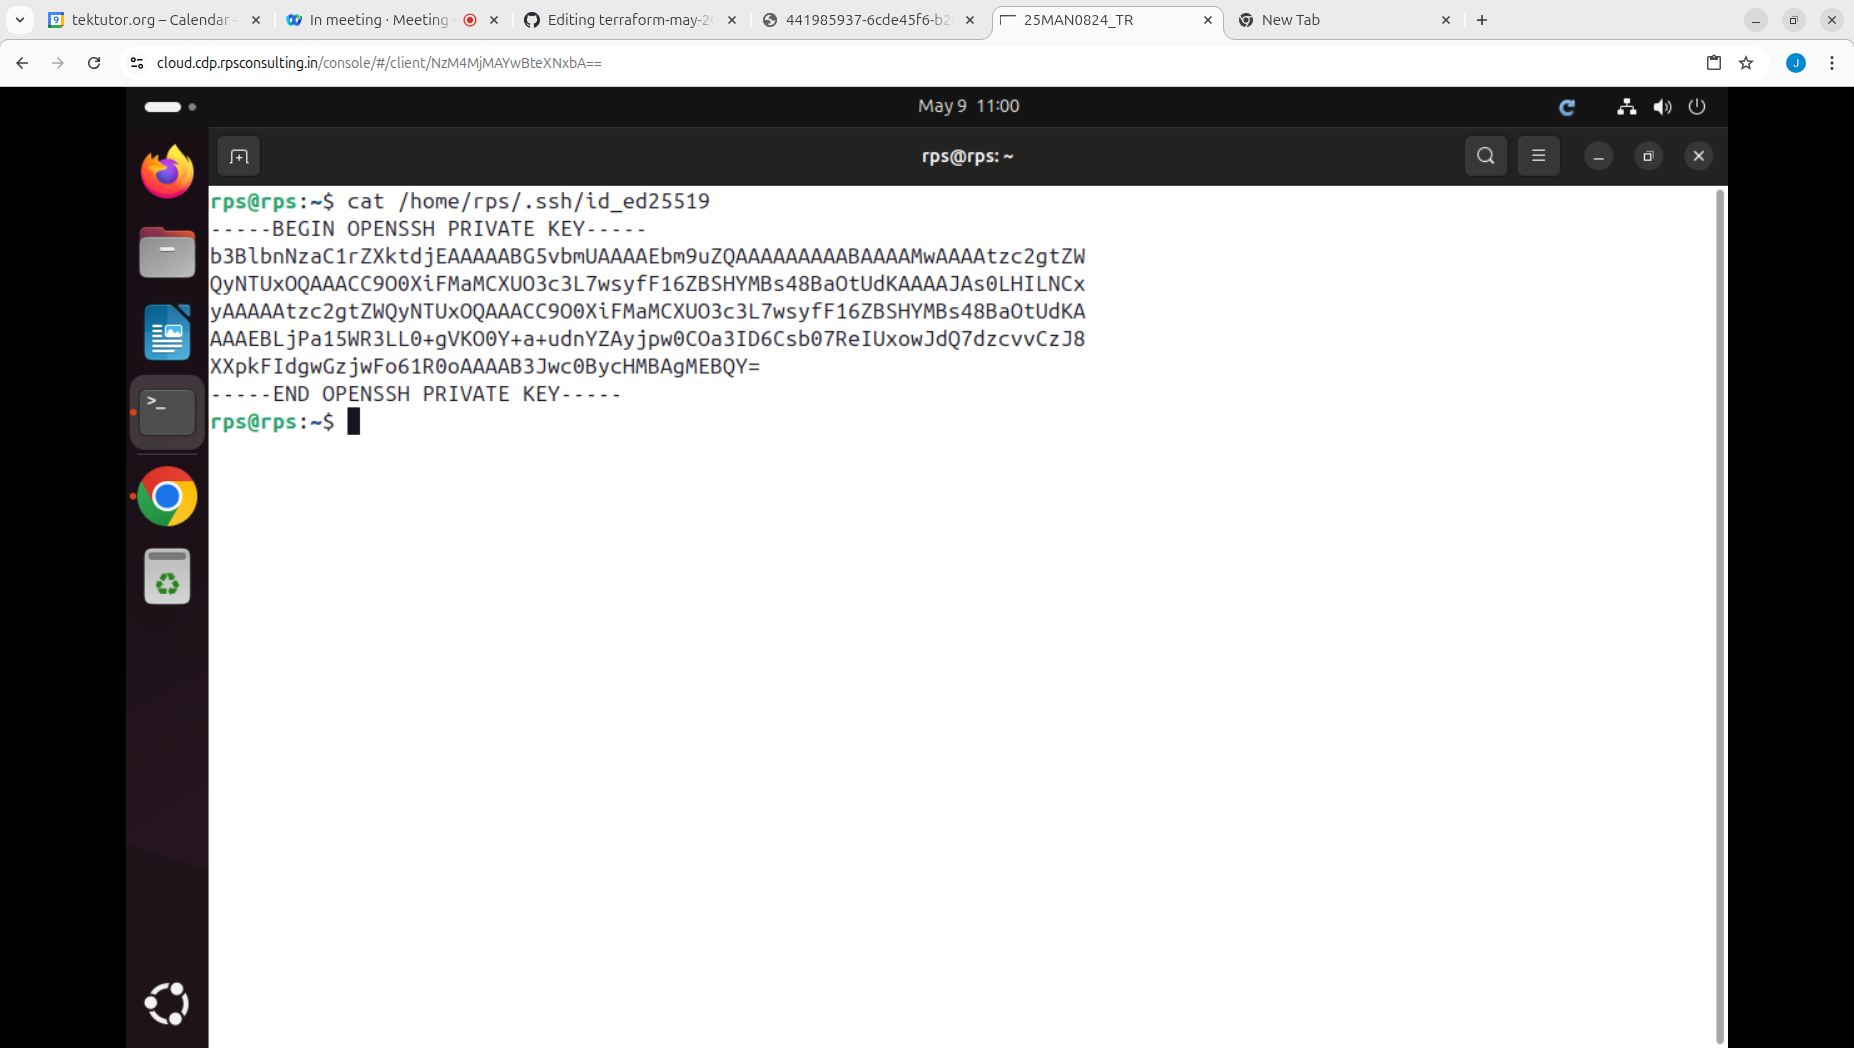 tektutor.org – Calendar
In meeting · Meeting
Editing terraform-may-20
441985937-6cde45f6-b2
25MAN0824_TR
New Tab
cloud.cdp.rpsconsulting.in/console/#/client/NzM4MjMAYwBteXNxbA==
J
May 9 11:00
rps@rps: ~
rps@rps:~$ cat /home/rps/.ssh/id_ed25519
-----BEGIN OPENSSH PRIVATE KEY-----
b3BlbnNzaC1rZXktdjEAAAAABG5vbmUAAAAEbm9uZQAAAAAAAAABAAAAMwAAAAtzc2gtZW
QyNTUxOQAAACC9O0XiFMaMCXUO3c3L7wsyfF16ZBSHYMBs48BaOtUdKAAAAJAs0LHILNCx
yAAAAAtzc2gtZWQyNTUxOQAAACC9O0XiFMaMCXUO3c3L7wsyfF16ZBSHYMBs48BaOtUdKA
AAAEBLjPa15WR3LL0+gVKO0Y+a+udnYZAyjpw0COa3ID6Csb07ReIUxowJdQ7dzcvvCzJ8
XXpkFIdgwGzjwFo61R0oAAAAB3Jwc0BycHMBAgMEBQY=
-----END OPENSSH PRIVATE KEY-----
rps@rps:~$